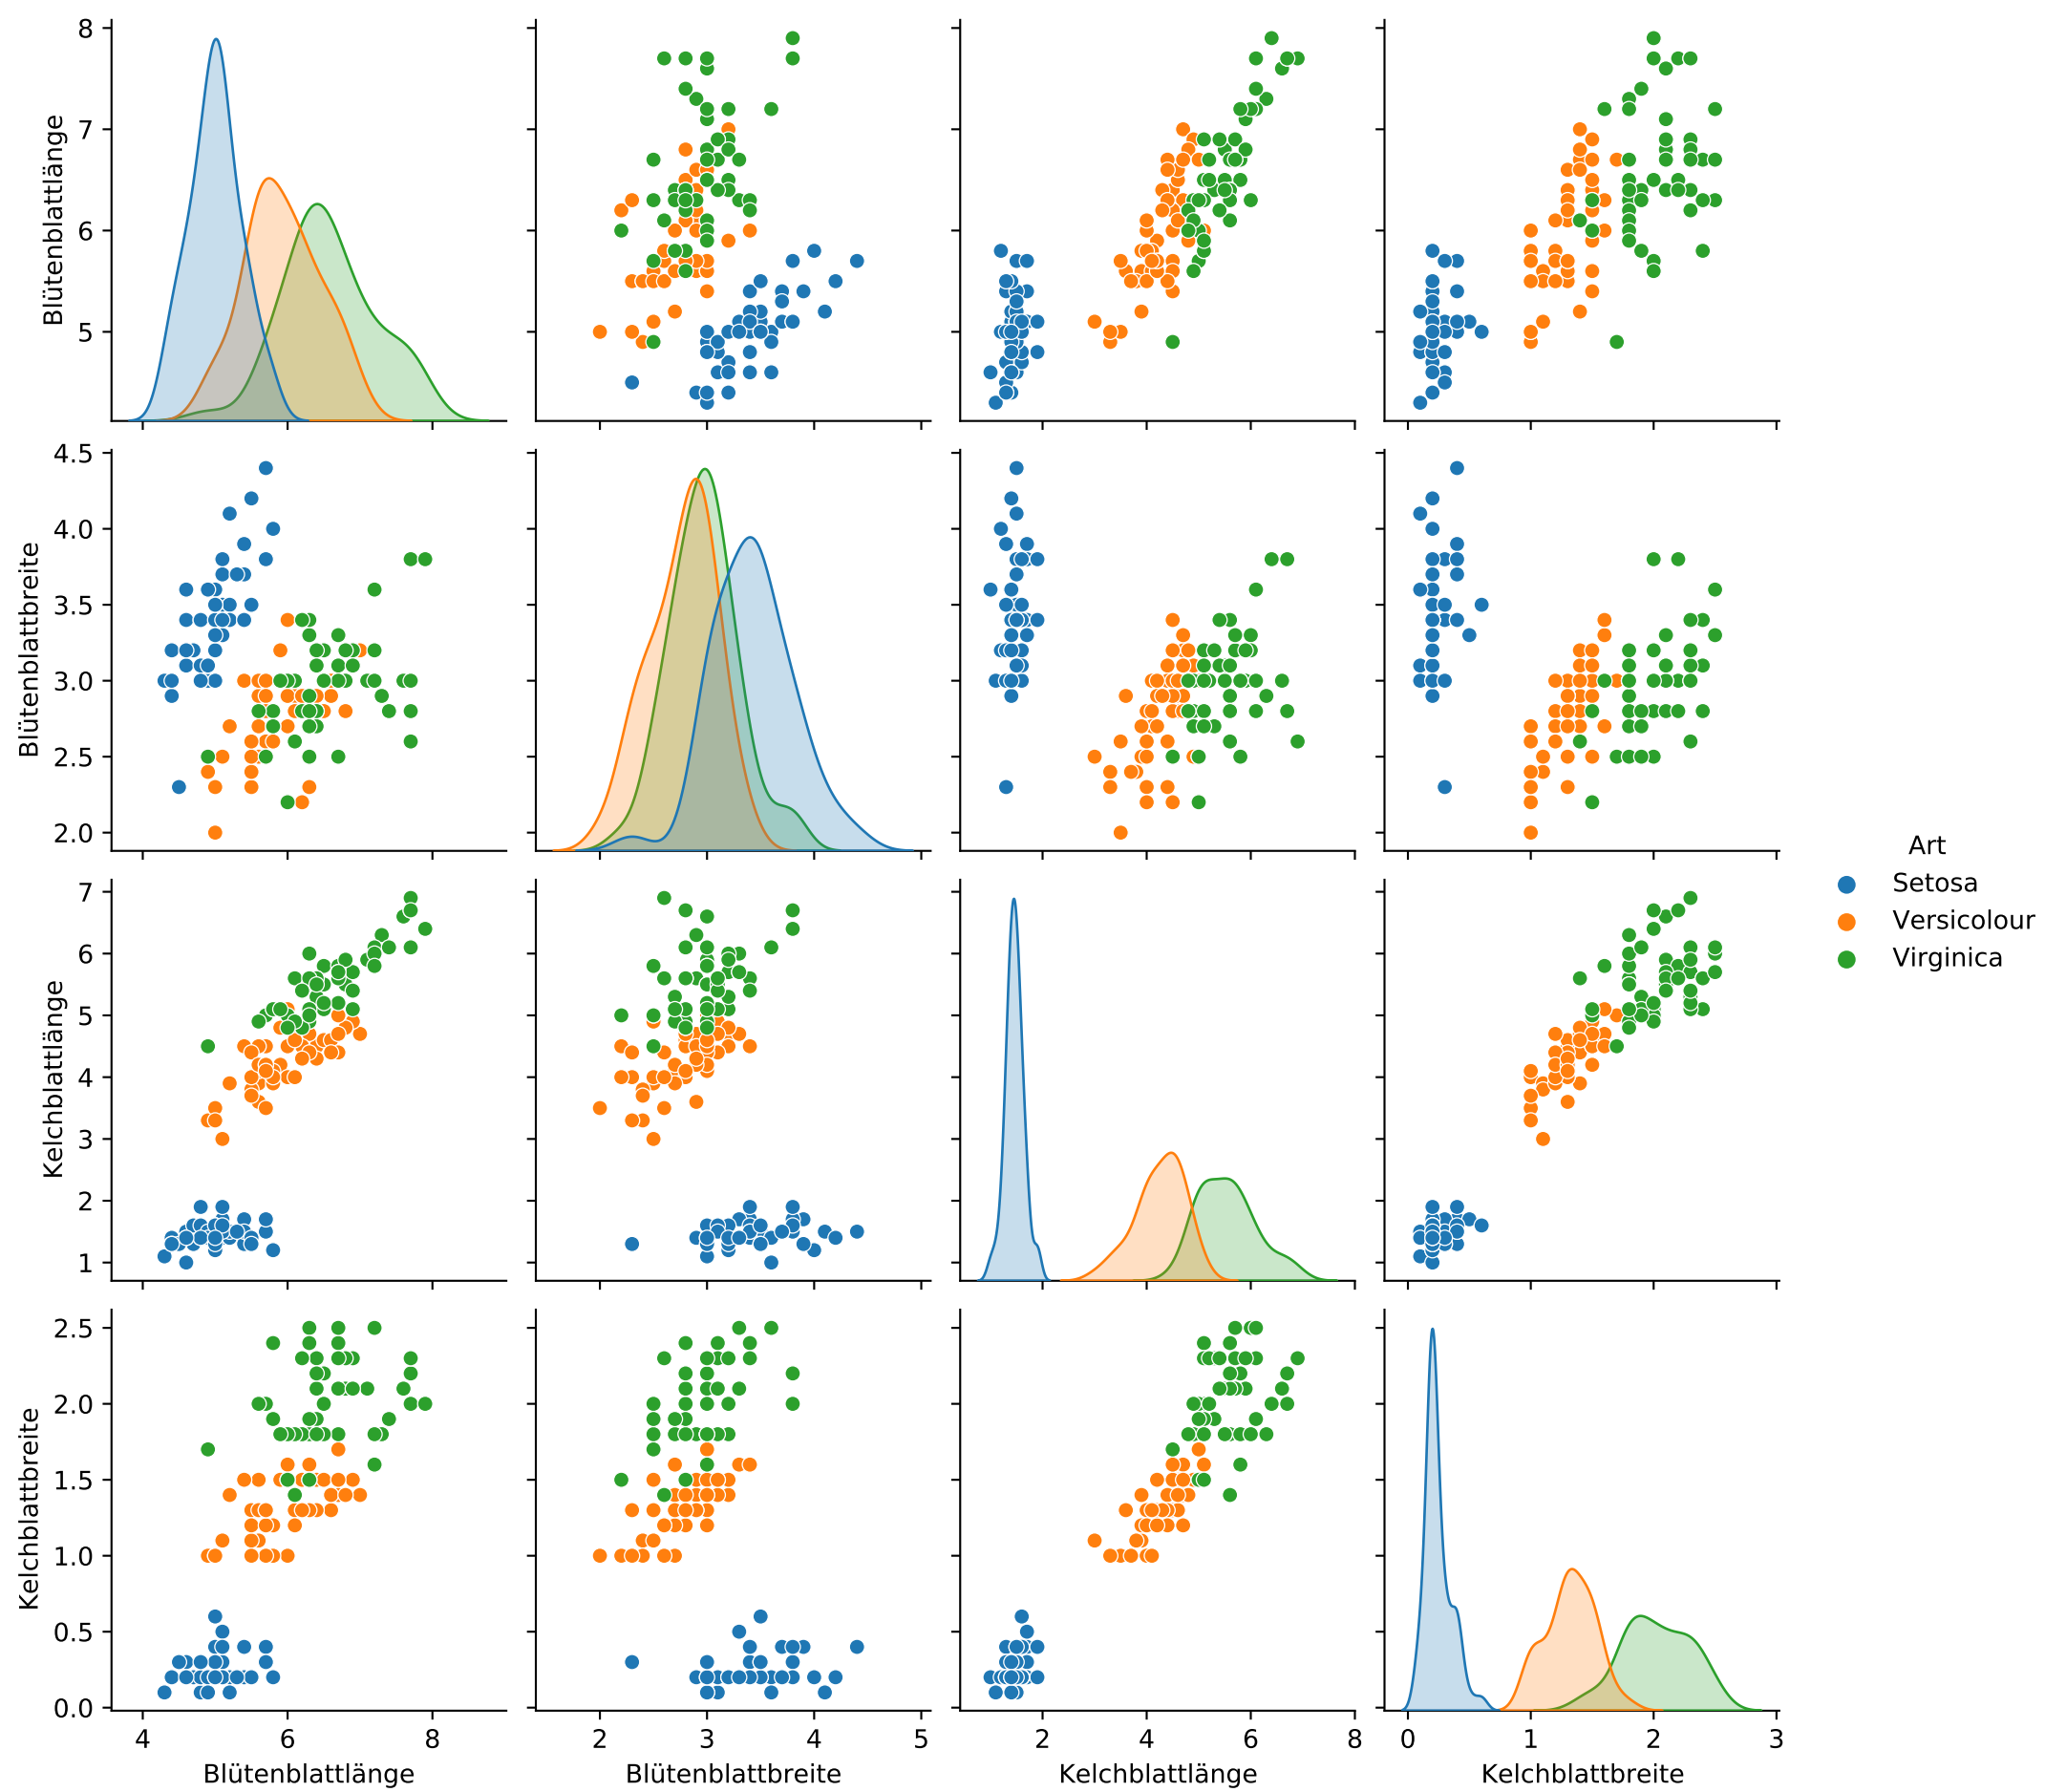 8
7
6
5
Blütenblattlänge
4.5
4.0
3.5
3.0
2.5
2.0
Blütenblattbreite
Art
Setosa
Versicolour
Virginica
7
6
5
4
3
2
1
Kelchblattlänge
2.5
2.0
1.5
1.0
0.5
0.0
Kelchblattbreite
4 6 8
2 3 4 5
2 4 6 8
0 1 2 3
Blütenblattlänge
Blütenblattbreite
Kelchblattlänge
Kelchblattbreite